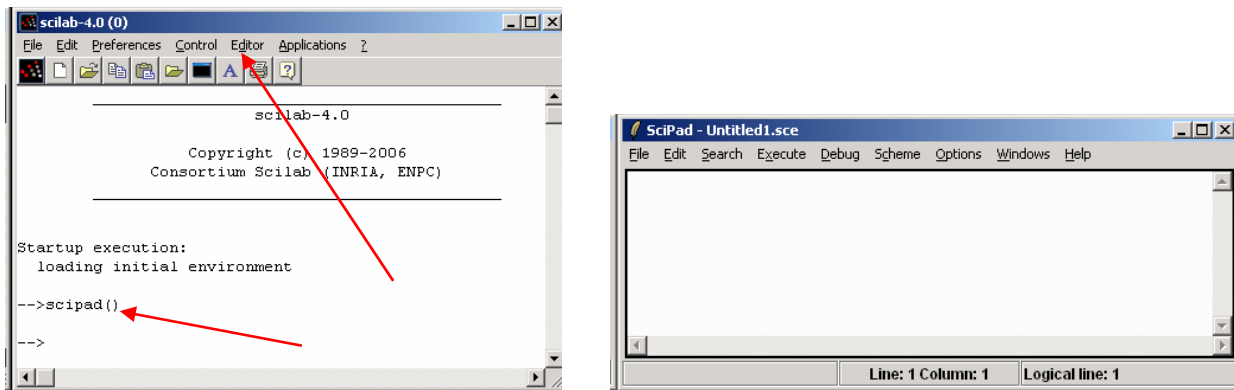 scilab-4.0 (0)
File Edit Preferences Control Editor Applications ?
A
scilab-4.0
Copyright (c) 1989-2006
Consortium Scilab (INRIA, ENPC)
Startup execution:
loading initial environment
-->scipad()
-->
SciPad - Untitled1.sce
File Edit Search Execute Debug Scheme Options Windows Help
Line: 1 Column: 1 Logical line: 1